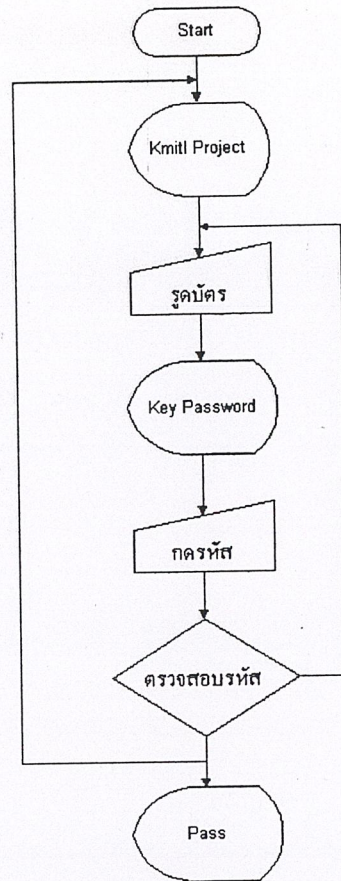 Start
Kmitl Project
รูดบัตร
Key Password
กดรหัส
ตรวจสอบรหัส
Pass